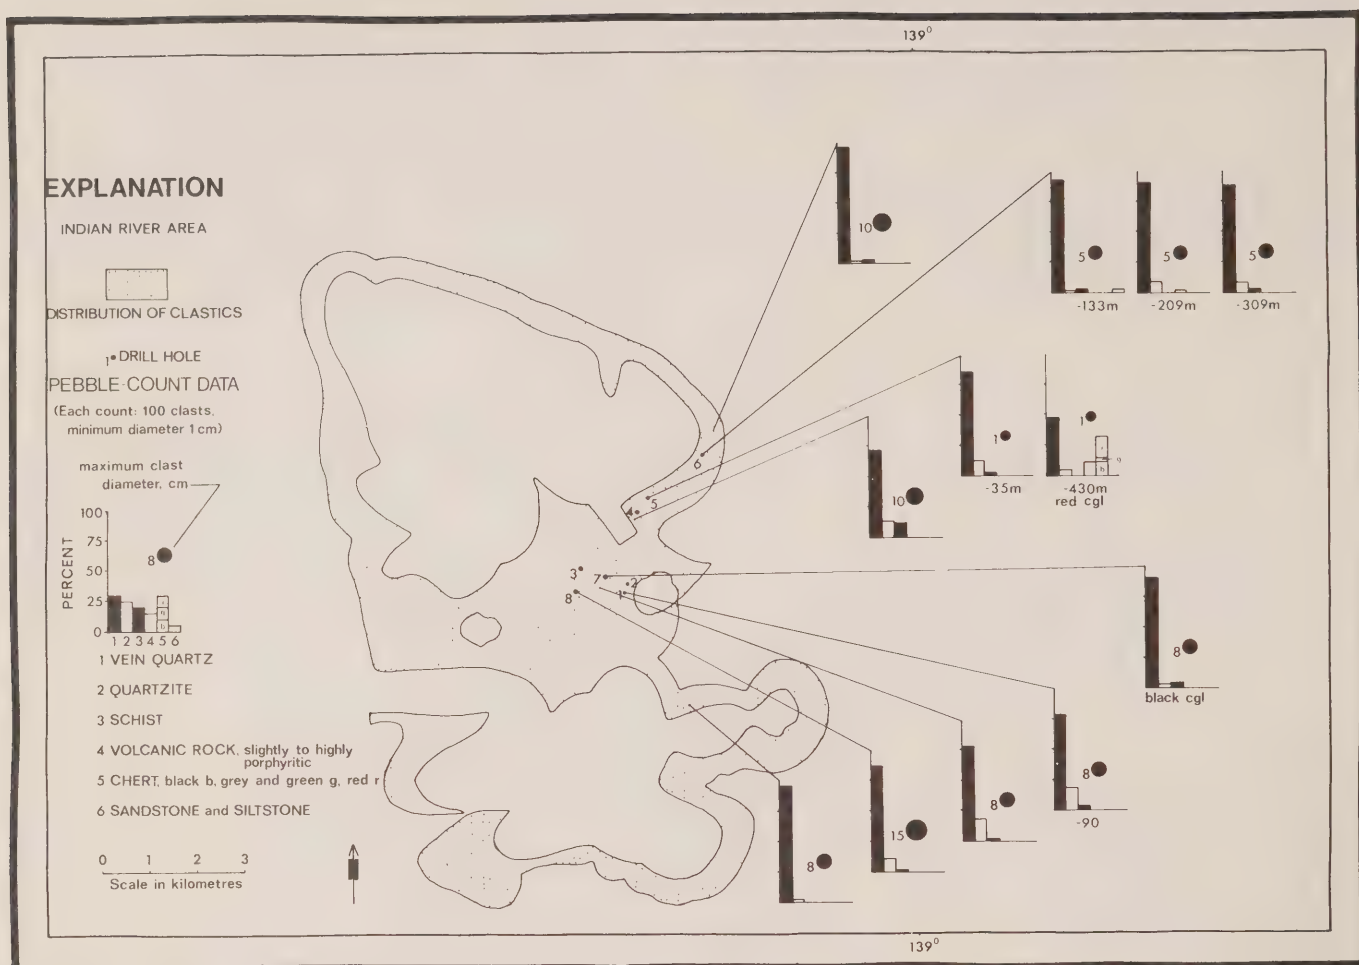 139°
EXPLANATION
INDIAN RIVER AREA
DISTRIBUTION OF CLASTICS
1 DRILL HOLE
PEBBLE-COUNT DATA
(Each count: 100 clasts,
minimum diameter 1 cm)
maximum clast
diameter, cm
100
75
50
25
0
PERCENT
8
r
g
b
1 2 3 4 5 6
1 VEIN QUARTZ
2 QUARTZITE
3 SCHIST
4 VOLCANIC ROCK, slightly to highly
porphyritic
5 CHERT, black b, grey and green g, red r
6 SANDSTONE and SILTSTONE
0 1 2 3
Scale in kilometres
10
5
-133m
5
-209m
5
-309m
1
-35m
1
r
g
b
-430m
red cgl
10
6
5
4
3
7
2
1
8
8
black cgl
8
-90
8
15
8
139°